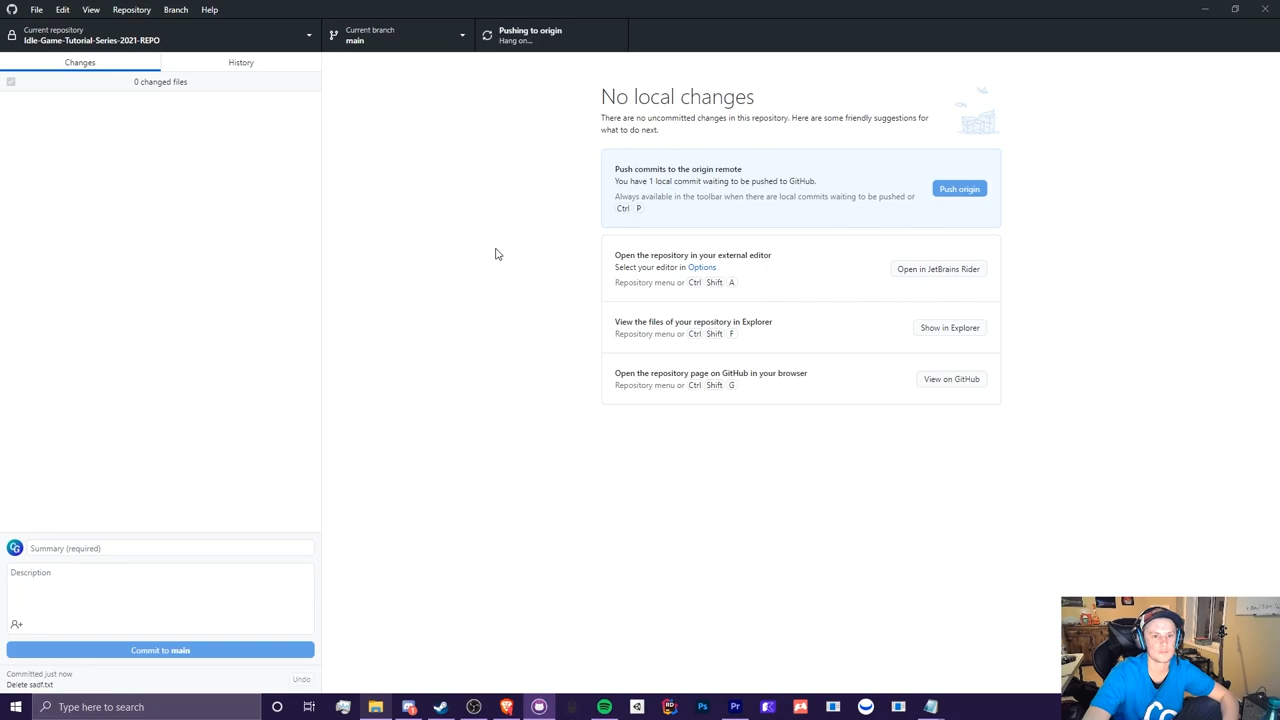 File Edit View Repository Branch Help
Current repository
Idle-Game-Tutorial-Series-2021-REPO
Current branch
main
Pushing to origin
Hang on...
Changes
History
0 changed files
No local changes
There are no uncommitted changes in this repository. Here are some friendly suggestions for
what to do next.
Push commits to the origin remote
You have 1 local commit waiting to be pushed to GitHub.
Always available in the toolbar when there are local commits waiting to be pushed or
Ctrl P
Push origin
Open the repository in your external editor
Select your editor in Options
Repository menu or Ctrl Shift A
Open in JetBrains Rider
View the files of your repository in Explorer
Repository menu or Ctrl Shift F
Show in Explorer
Open the repository page on GitHub in your browser
Repository menu or Ctrl Shift G
View on GitHub
CG
Summary (required)
Description
Commit to main
Committed just now
Delete sadf.txt
Undo
Type here to search
RD
Ps
Pr
CG